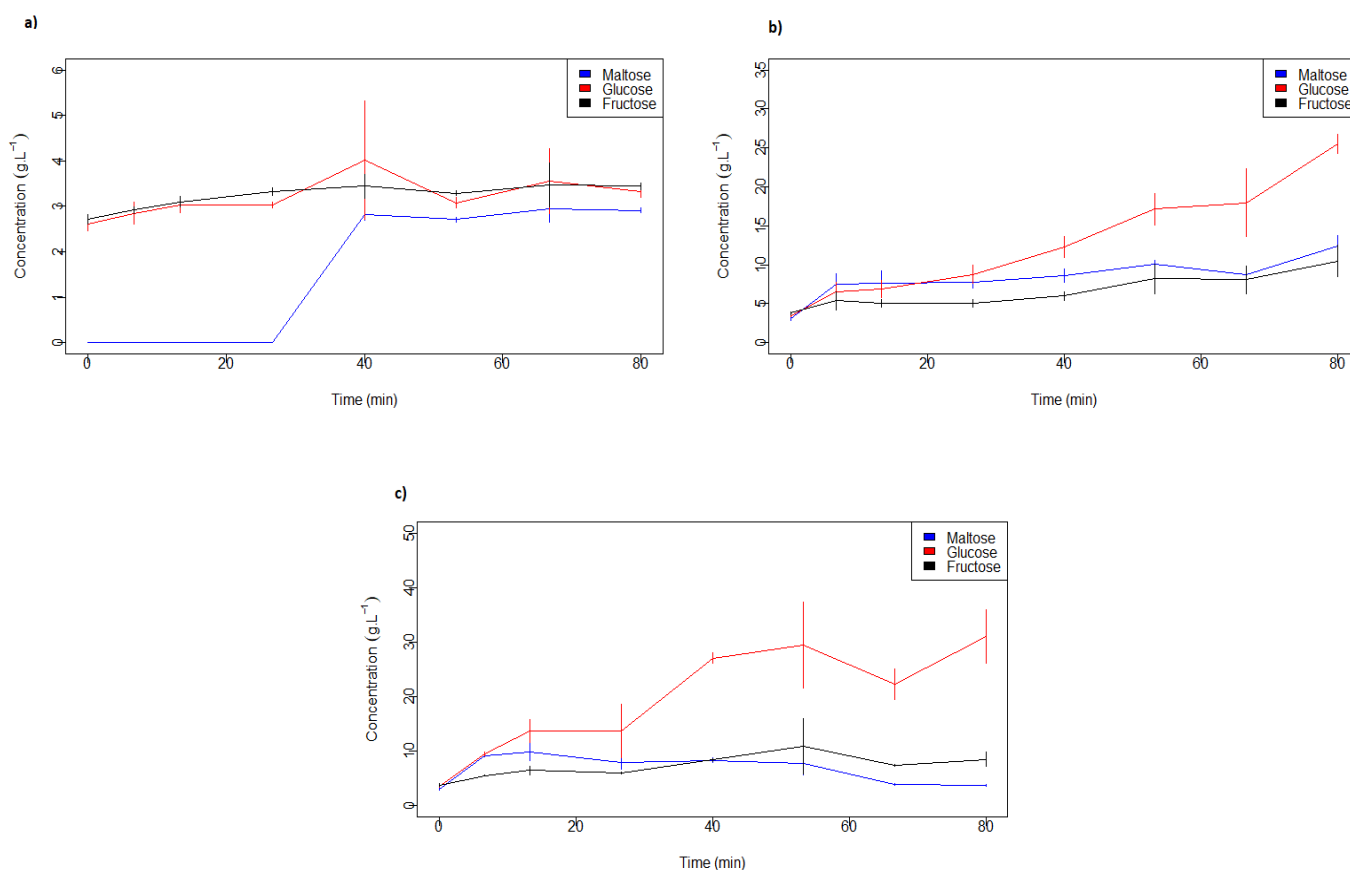 a)
Concentration (g.L⁻¹)
6
5
4
3
2
1
0
Maltose
Glucose
Fructose
0 20 40 60 80
Time (min)
b)
Concentration (g.L⁻¹)
35
30
25
20
15
10
5
0
Maltose
Glucose
Fructose
0 20 40 60 80
Time (min)
c)
Concentration (g.L⁻¹)
50
40
30
20
10
0
Maltose
Glucose
Fructose
0 20 40 60 80
Time (min)